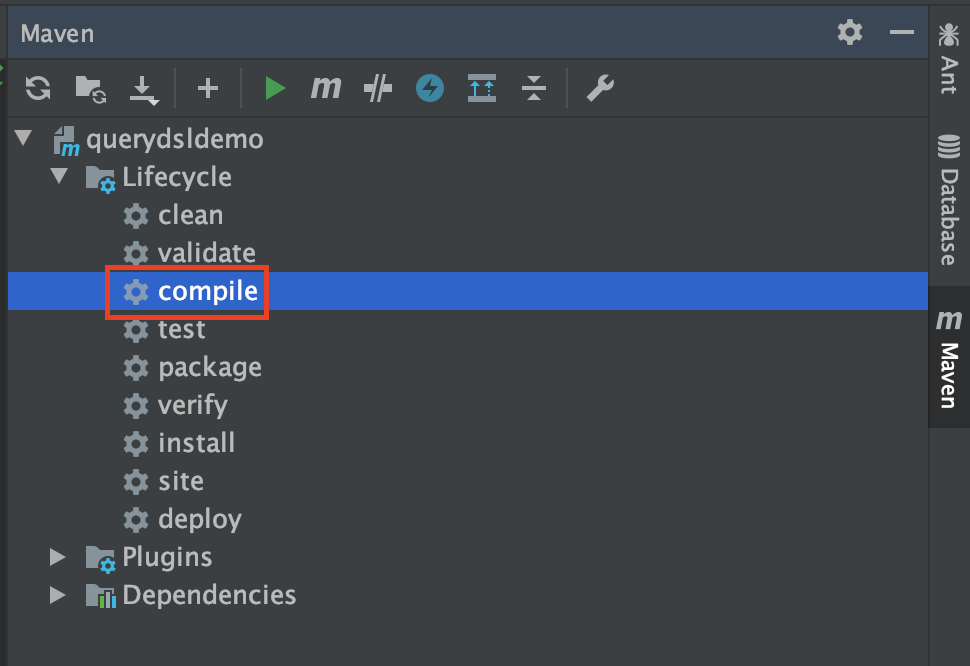 Maven
m
querydsldemo
Lifecycle
clean
validate
compile
test
package
verify
install
site
deploy
Plugins
Dependencies
Ant
Database
m Maven